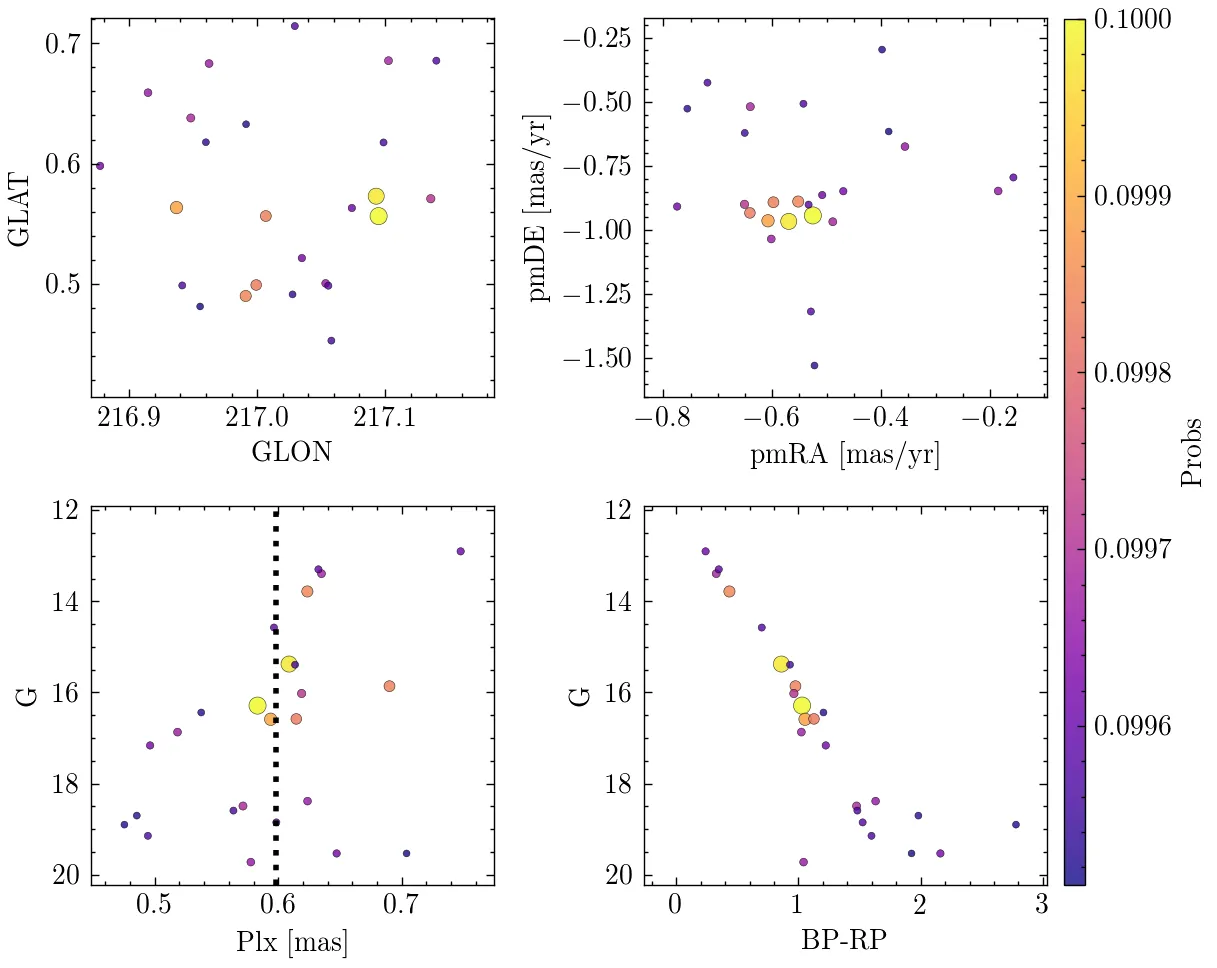 0.7
0.6
0.5
GLAT
216.9 217.0 217.1
GLON
−0.25
−0.50
−0.75
−1.00
−1.25
−1.50
pmDE [mas/yr]
−0.8 −0.6 −0.4 −0.2
pmRA [mas/yr]
0.1000
0.0999
0.0998
0.0997
0.0996
Probs
12
14
16
18
20
G
0.5 0.6 0.7
Plx [mas]
12
14
16
18
20
G
0 1 2 3
BP-RP